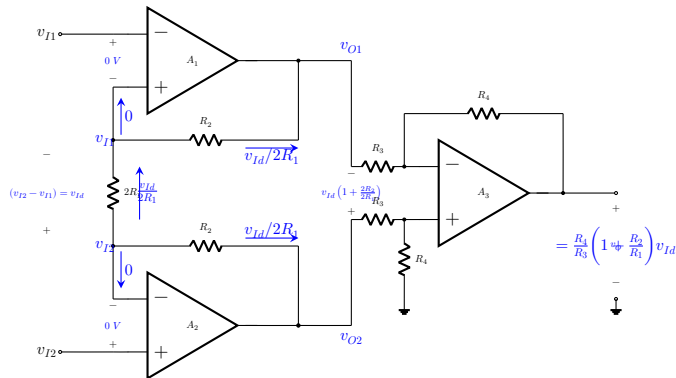 v_{I1}
+
0 V
−
−
+
A_1
v_{O1}
0
v_{I1}
R_2
v_{Id}/2R_1
−
(v_{I2} − v_{I1}) = v_{Id}
+
2R_1
v_{Id}/2R_1
v_{I2}
R_2
v_{Id}/2R_1
0
−
0 V
+
−
+
A_2
v_{I2}
v_{O2}
R_3
−
v_{Id}(1 + 2R_2/2R_1)
+
R_3
R_4
R_4
−
+
A_3
+
= R_4/R_3 (1 + R_2/R_1) v_{Id}
−